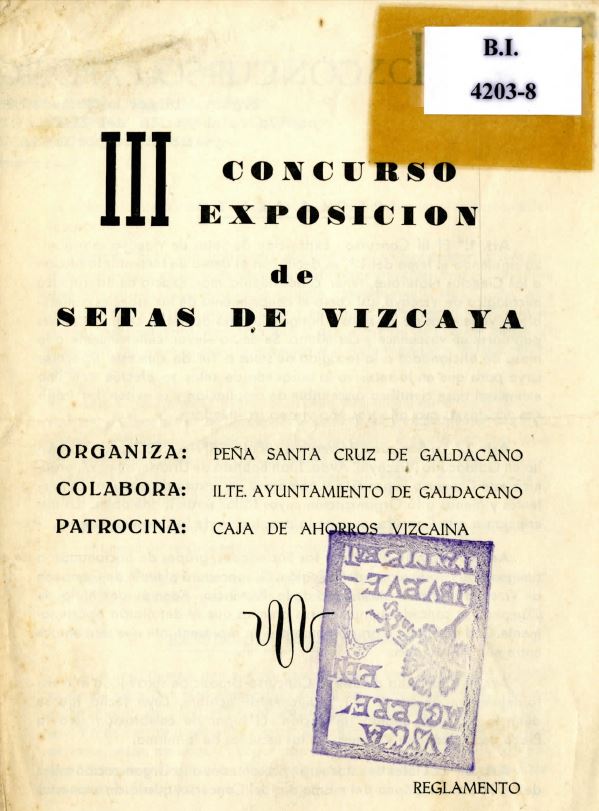 B.I.
4203-8
III CONCURSO
EXPOSICION
de
SETAS DE VIZCAYA
ORGANIZA: PEÑA SANTA CRUZ DE GALDACANO
COLABORA: ILTE. AYUNTAMIENTO DE GALDACANO
PATROCINA: CAJA DE AHORROS VIZCAINA
AGIRRE
REGLAMENTO